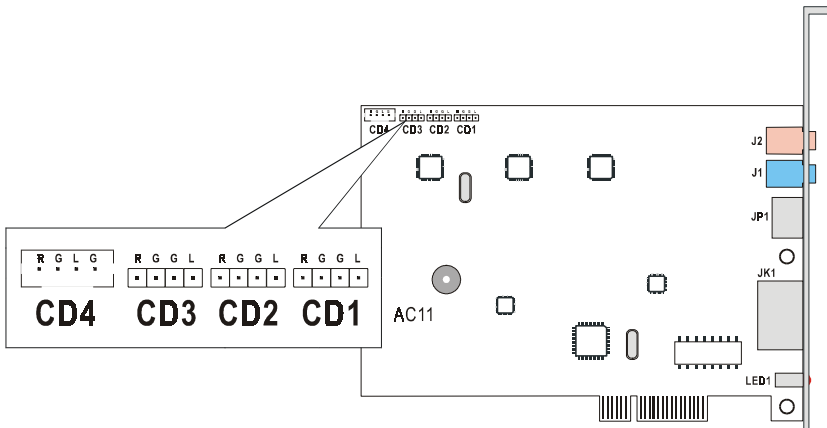 R G L G R G G L R G G L R G G L
CD4 CD3 CD2 CD1
J2
J1
JP1
JK1
R G L G R G G L R G G L R G G L
CD4 CD3 CD2 CD1
AC11
LED1